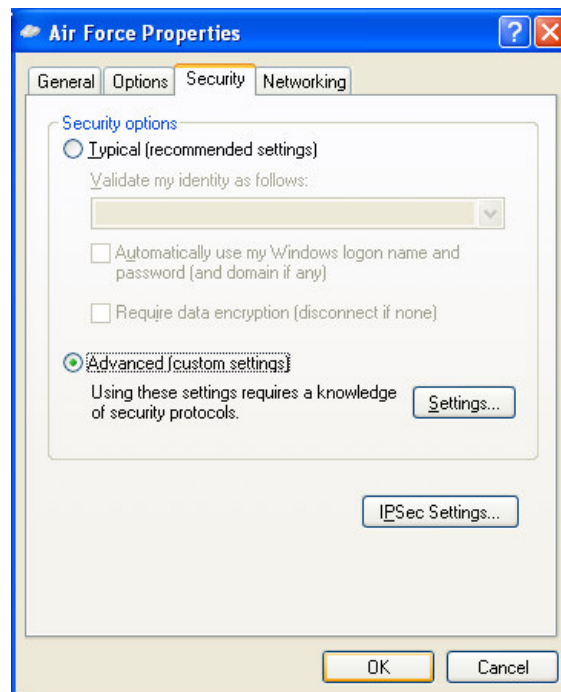 Air Force Properties
General Options Security Networking
Security options
Typical (recommended settings)
Validate my identity as follows:
Automatically use my Windows logon name and
password (and domain if any)
Require data encryption (disconnect if none)
Advanced (custom settings)
Using these settings requires a knowledge
of security protocols.
Settings...
IPSec Settings...
OK Cancel